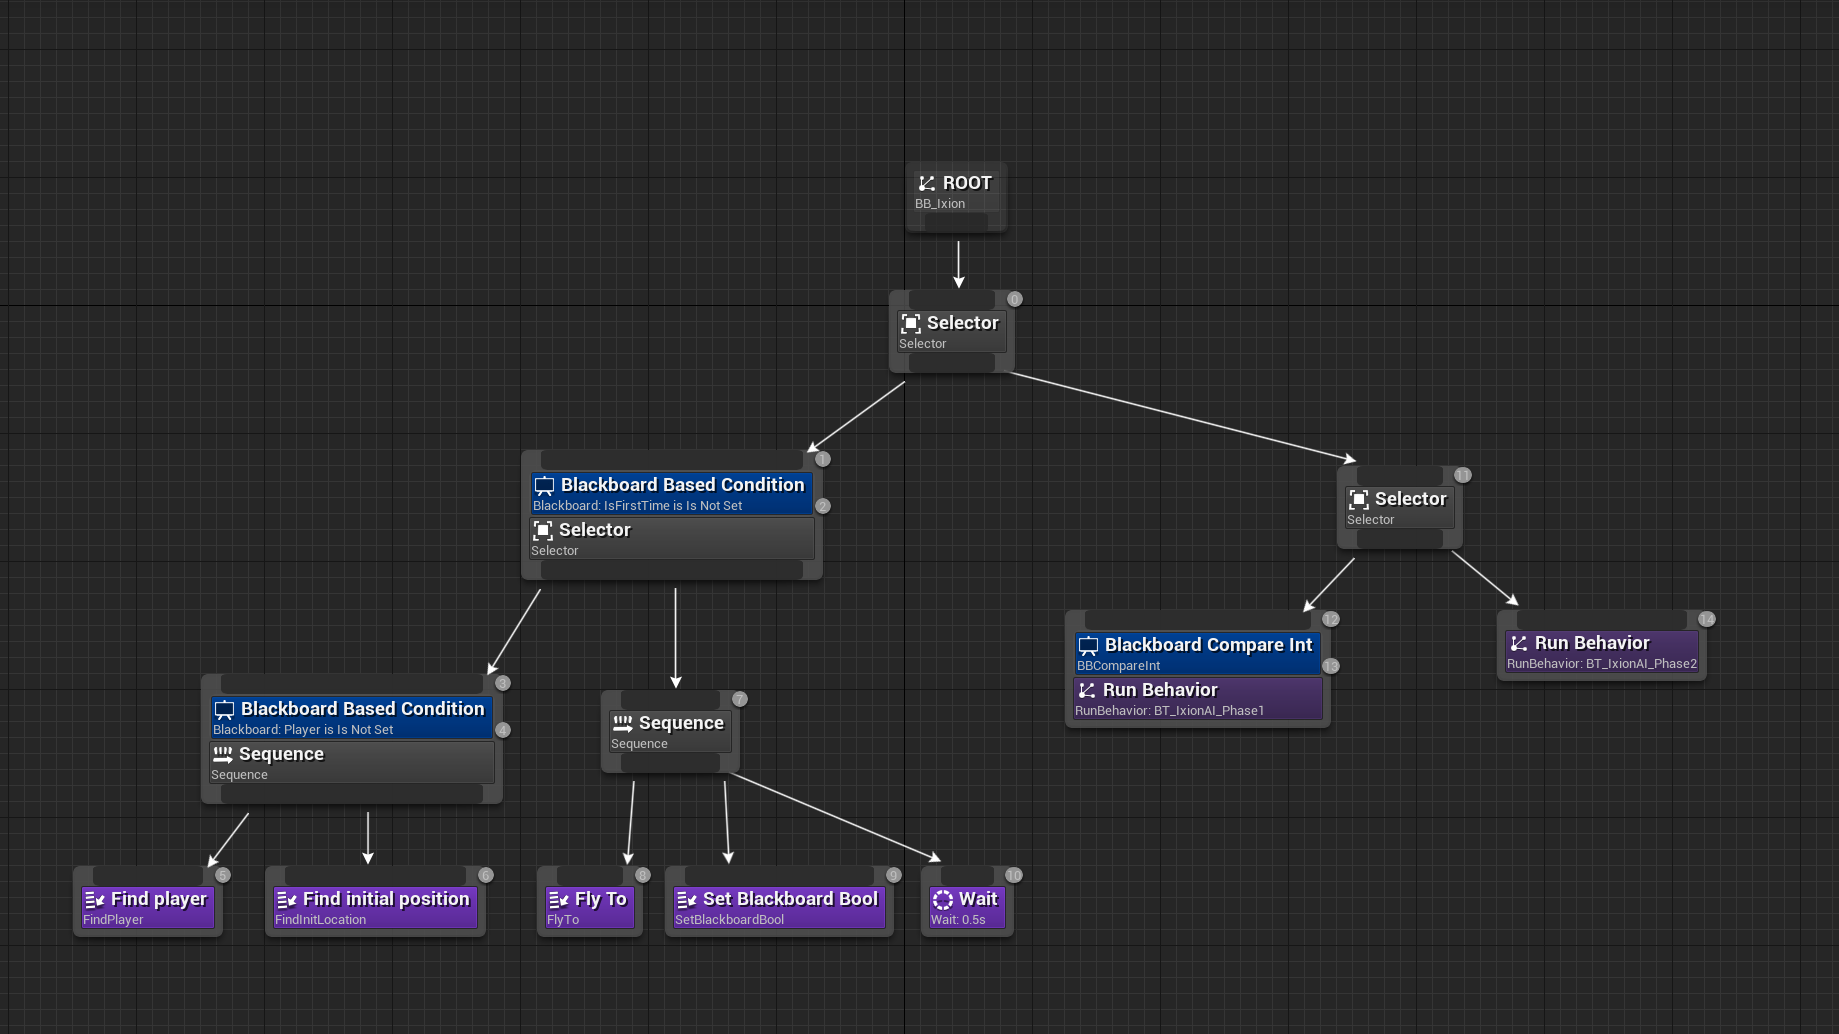 ROOT
BB_Ixion
0
Selector
Selector
1
Blackboard Based Condition
Blackboard: IsFirstTime is Is Not Set
2
Selector
Selector
11
Selector
Selector
12
Blackboard Compare Int
BBCompareInt
13
Run Behavior
RunBehavior: BT_IxionAI_Phase1
14
Run Behavior
RunBehavior: BT_IxionAI_Phase2
3
Blackboard Based Condition
Blackboard: Player is Is Not Set
4
Sequence
Sequence
7
Sequence
Sequence
5
Find player
FindPlayer
6
Find initial position
FindInitLocation
8
Fly To
FlyTo
9
Set Blackboard Bool
SetBlackboardBool
10
Wait
Wait: 0.5s